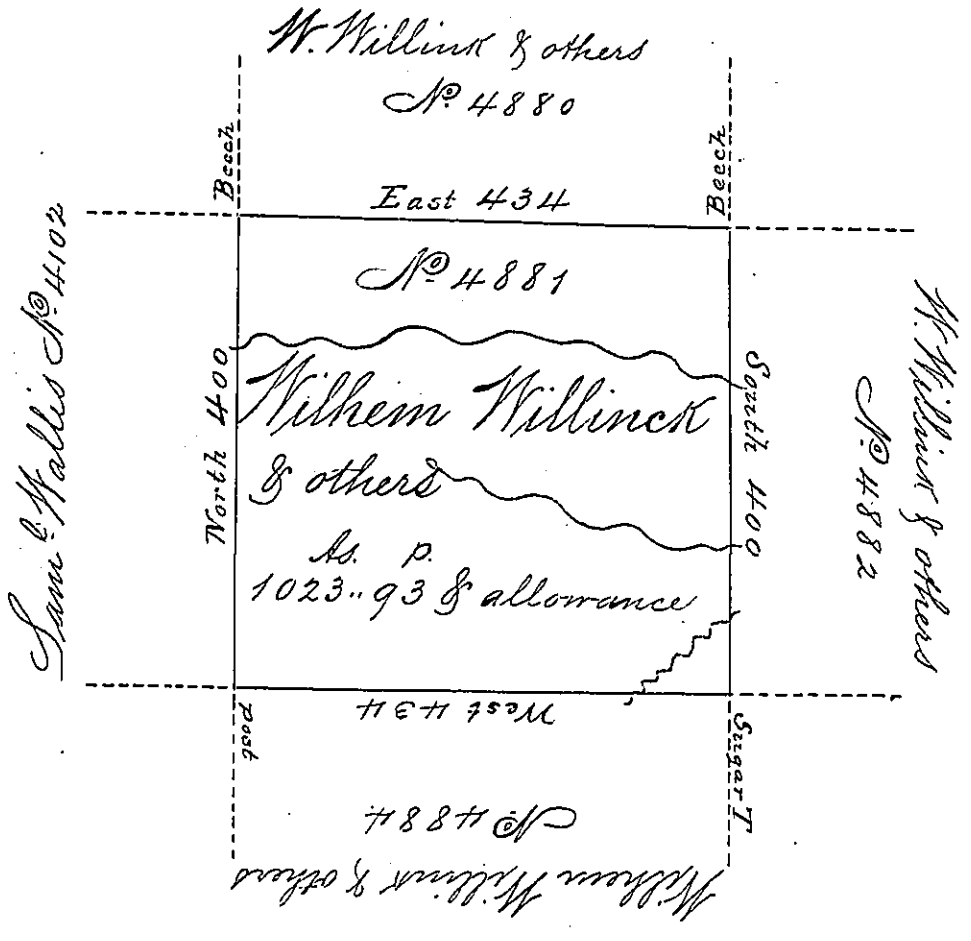 W. Willink & others
No. 4880
Beech
Beech
East 434
Saml. Wallis No. 4102
No. 4881
North 400
Wilhem Willinck
& others
As. p.
1023..93 & allowance
South 400
W. Willink & others
No. 4882
West 434
post
Sugar T
No. 4884
Wilhem Willink & others